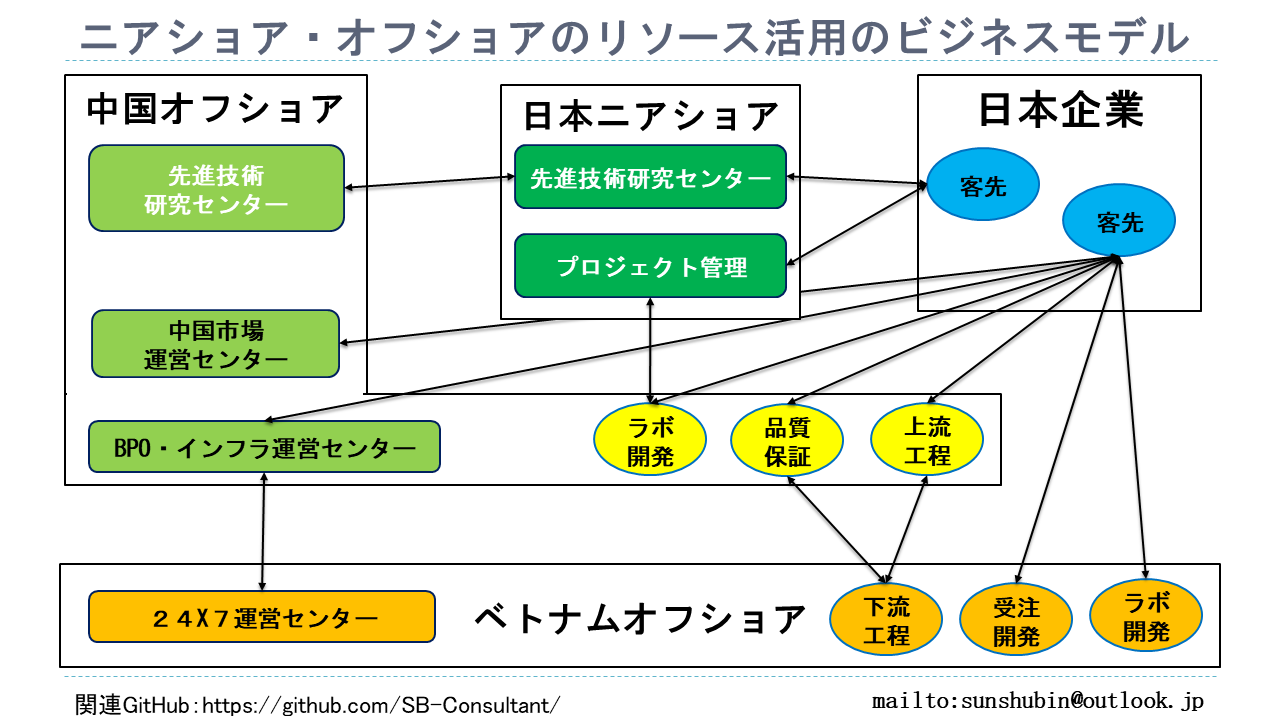 ニアショア・オフショアのリソース活用のビジネスモデル
中国オフショア
先進技術
研究センター
中国市場
運営センター
BPO・インフラ運営センター
日本ニアショア
先進技術研究センター
プロジェクト管理
日本企業
客先
客先
ラボ
開発
品質
保証
上流
工程
24X7運営センター
ベトナムオフショア
下流
工程
受注
開発
ラボ
開発
関連GitHub：https://github.com/SB-Consultant/
mailto:sunshubin@outlook.jp